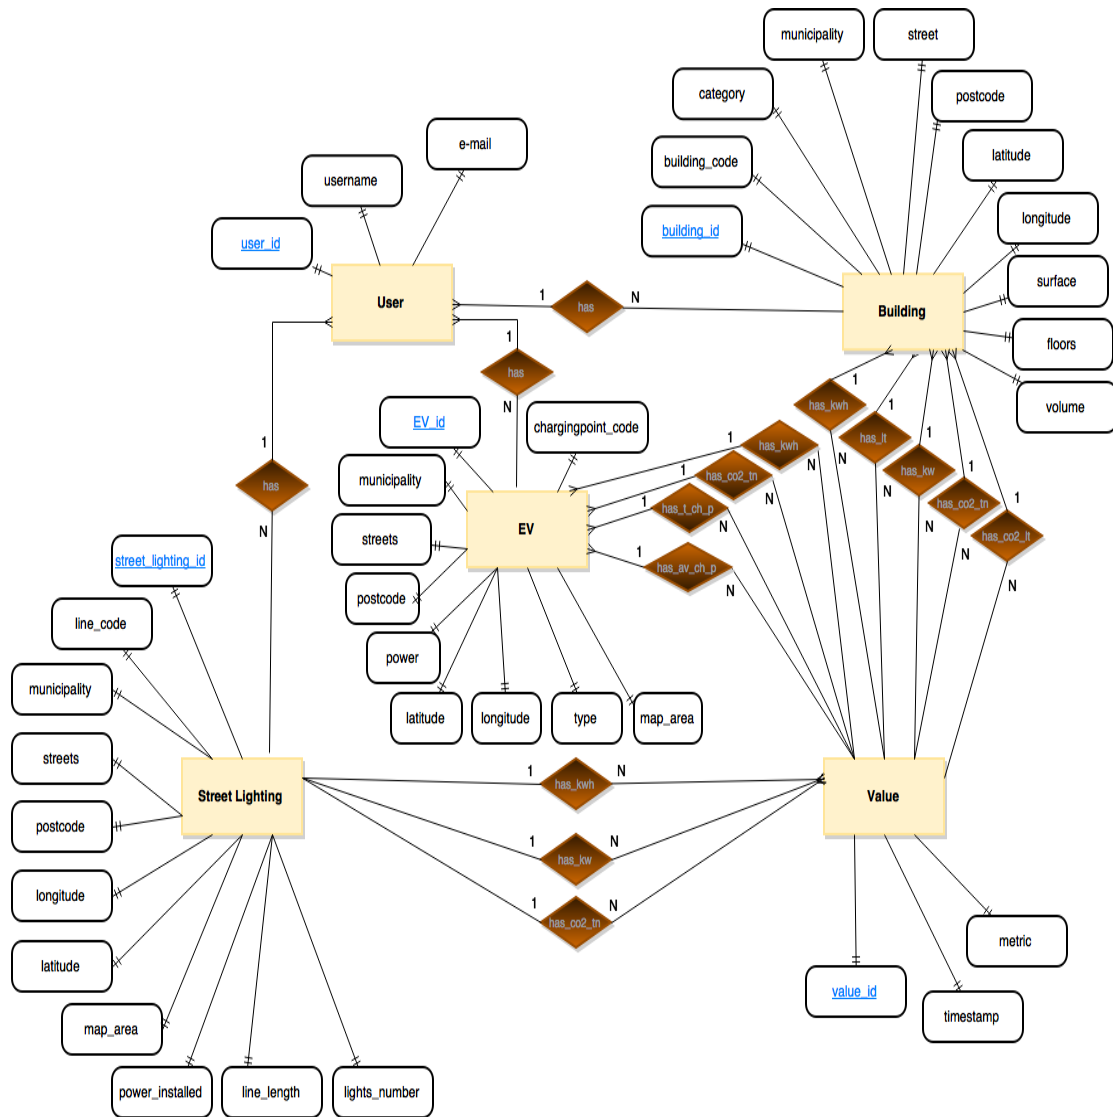 municipality
street
category
postcode
e-mail
building_code
latitude
username
longitude
user_id
building_id
surface
User
1
has
N
Building
floors
1
has
N
1
has_kwh
N
1
has_lt
N
1
has_kw
N
1
has_co2_tn
N
1
has_co2_lt
N
volume
EV_id
chargingpoint_code
1
has_kwh
N
1
has_co2_tn
N
1
has_t_ch_p
N
1
has_av_ch_p
N
municipality
1
has
N
streets
EV
street_lighting_id
postcode
line_code
power
municipality
latitude
longitude
type
map_area
streets
Street Lighting
1
has_kwh
N
Value
postcode
1
has_kw
N
longitude
1
has_co2_tn
N
latitude
metric
value_id
timestamp
map_area
power_installed
line_length
lights_number